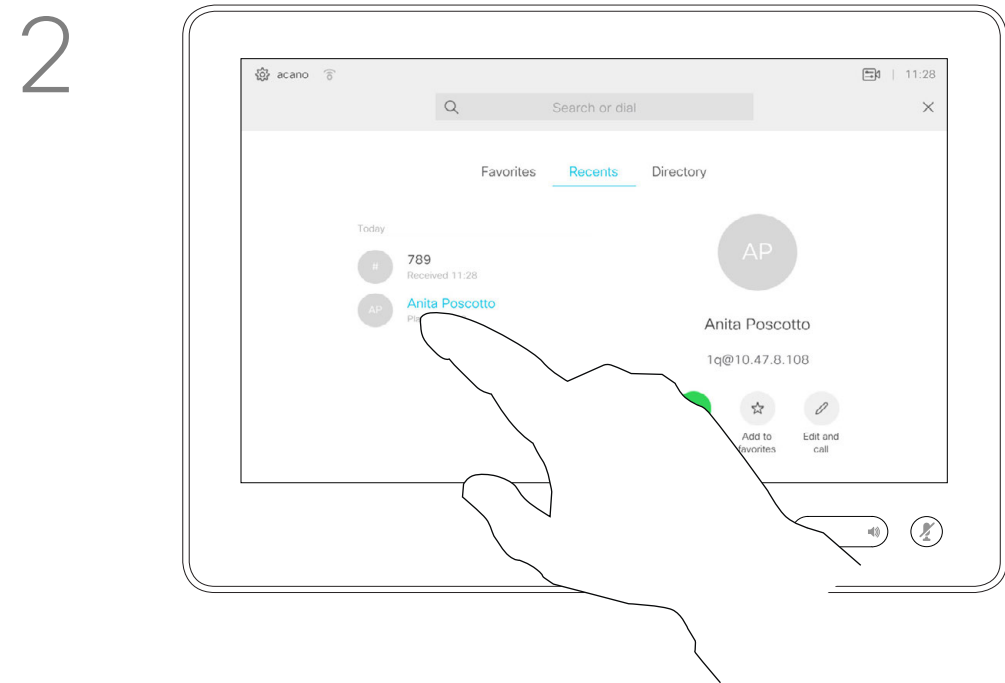 2
acano
11:28
Search or dial
Favorites Recents Directory
Today
#
789
Received 11:28
AP
Anita Poscotto
AP
Anita Poscotto
1q@10.47.8.108
Add to
favorites
Edit and
call